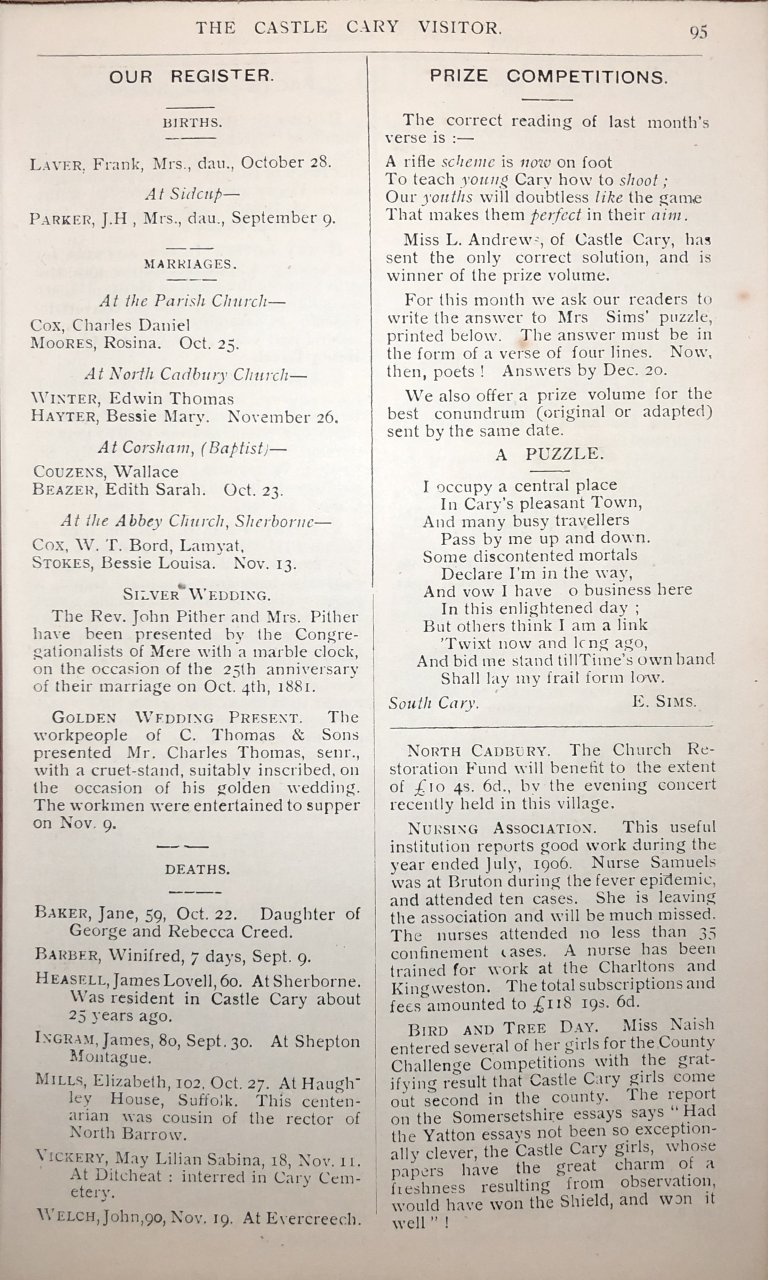 THE CASTLE CARY VISITOR.
95
OUR REGISTER.
BIRTHS.
LAVER, Frank, Mrs., dau., October 28.
At Sidcup—
PARKER, J.H , Mrs., dau., September 9.
MARRIAGES.
At the Parish Church—
COX, Charles Daniel
MOORES, Rosina. Oct. 25.
At North Cadbury Church—
WINTER, Edwin Thomas
HAYTER, Bessie Mary. November 26.
At Corsham, (Baptist)—
COUZENS, Wallace
BEAZER, Edith Sarah. Oct. 23.
At the Abbey Church, Sherborne—
COX, W. T. Bord, Lamyat,
STOKES, Bessie Louisa. Nov. 13.
SILVER WEDDING.
The Rev. John Pither and Mrs. Pither
have been presented by the Congre-
gationalists of Mere with a marble clock,
on the occasion of the 25th anniversary
of their marriage on Oct. 4th, 1881.
GOLDEN WEDDING PRESENT. The
workpeople of C. Thomas & Sons
presented Mr. Charles Thomas, senr.,
with a cruet-stand, suitably inscribed, on
the occasion of his golden wedding.
The workmen were entertained to supper
on Nov. 9.
DEATHS.
BAKER, Jane, 59, Oct. 22. Daughter of
George and Rebecca Creed.
BARBER, Winifred, 7 days, Sept. 9.
HEASELL, James Lovell, 60. At Sherborne.
Was resident in Castle Cary about
25 years ago.
INGRAM, James, 80, Sept. 30. At Shepton
Montague.
MILLS, Elizabeth, 102, Oct. 27. At Haugh-
ley House, Suffolk. This centen-
arian was cousin of the rector of
North Barrow.
VICKERY, May Lilian Sabina, 18, Nov. 11.
At Ditcheat : interred in Cary Cem-
etery.
WELCH, John, 90, Nov. 19. At Evercreech.
PRIZE COMPETITIONS.
The correct reading of last month's
verse is :—
A rifle scheme is now on foot
To teach young Cary how to shoot ;
Our youths will doubtless like the game
That makes them perfect in their aim.
Miss L. Andrews, of Castle Cary, has
sent the only correct solution, and is
winner of the prize volume.
For this month we ask our readers to
write the answer to Mrs Sims' puzzle,
printed below. The answer must be in
the form of a verse of four lines. Now,
then, poets ! Answers by Dec. 20.
We also offer a prize volume for the
best conundrum (original or adapted)
sent by the same date.
A PUZZLE.
I occupy a central place
In Cary's pleasant Town,
And many busy travellers
Pass by me up and down.
Some discontented mortals
Declare I'm in the way,
And vow I have o business here
In this enlightened day ;
But others think I am a link
'Twixt now and long ago,
And bid me stand till Time's own hand
Shall lay my frail form low.
South Cary. E. SIMS.
NORTH CADBURY. The Church Re-
storation Fund will benefit to the extent
of £10 4s. 6d., by the evening concert
recently held in this village.
NURSING ASSOCIATION. This useful
institution reports good work during the
year ended July, 1906. Nurse Samuels
was at Bruton during the fever epidemic,
and attended ten cases. She is leaving
the association and will be much missed.
The nurses attended no less than 35
confinement cases. A nurse has been
trained for work at the Charltons and
Kingweston. The total subscriptions and
fees amounted to £118 19s. 6d.
BIRD AND TREE DAY. Miss Naish
entered several of her girls for the County
Challenge Competitions with the grat-
ifying result that Castle Cary girls come
out second in the county. The report
on the Somersetshire essays says " Had
the Yatton essays not been so exception-
ally clever, the Castle Cary girls, whose
papers have the great charm of a
freshness resulting from observation,
would have won the Shield, and won it
well " !